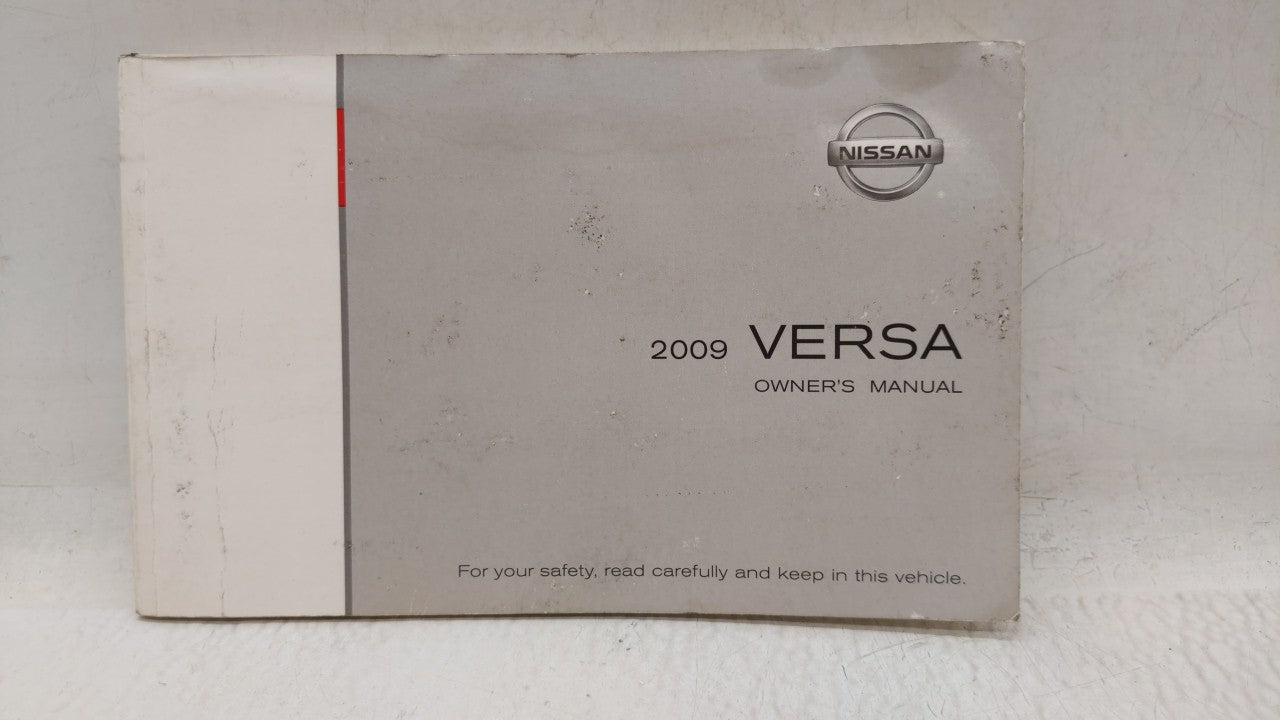 NISSAN
2009 VERSA
OWNER'S MANUAL
For your safety, read carefully and keep in this vehicle.